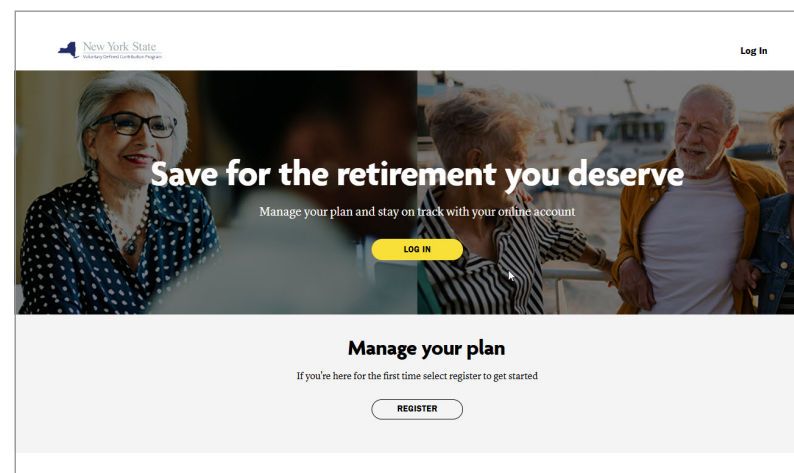 New York State
Voluntary Defined Contribution Program
Log In
Save for the retirement you deserve
Manage your plan and stay on track with your online account
LOG IN
Manage your plan
If you're here for the first time select register to get started
REGISTER